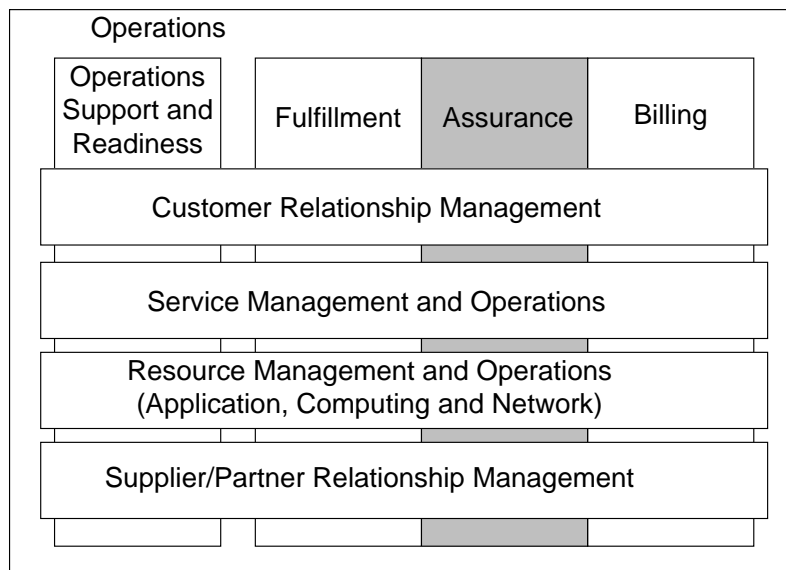 Operations
Operations
Support and
Readiness
Fulfillment
Assurance
Billing
Customer Relationship Management
Service Management and Operations
Resource Management and Operations
(Application, Computing and Network)
Supplier/Partner Relationship Management